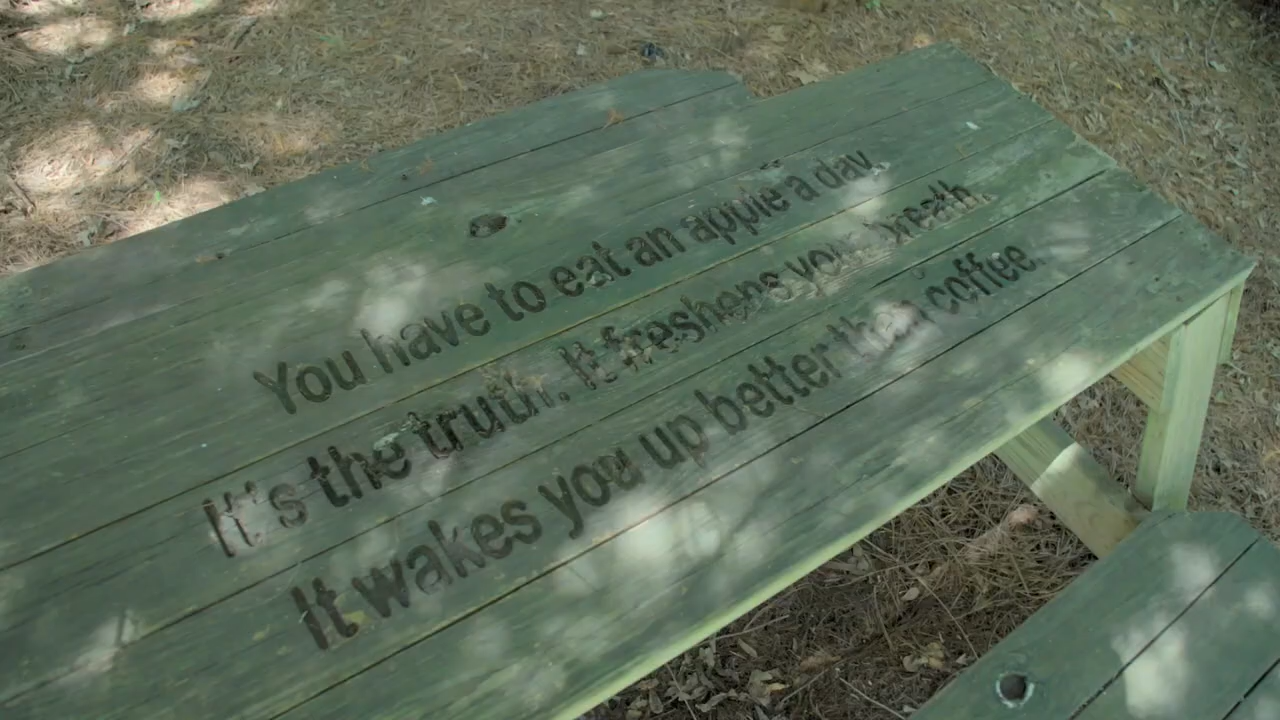 You have to eat an apple a day.
It's the truth. It freshens your breath.
It wakes you up better than coffee.